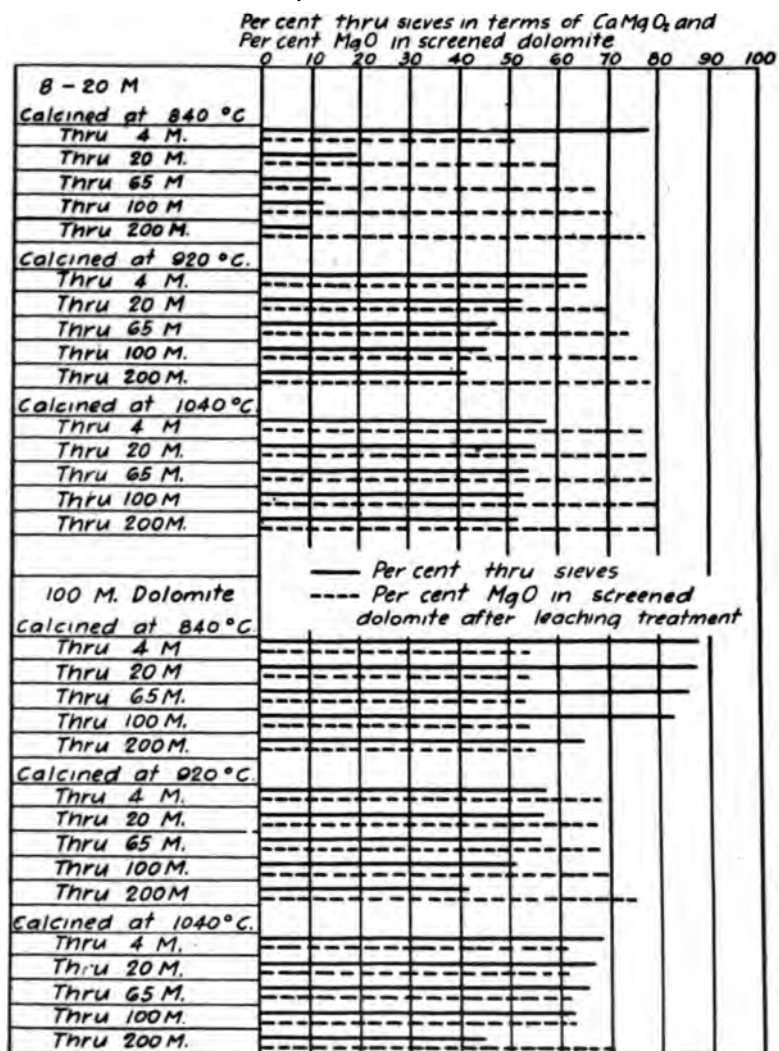 Per cent thru sieves in terms of CaMgO₂ and
Per cent MgO in screened dolomite
0 10 20 30 40 50 60 70 80 90 100
8 - 20 M
Calcined at 840 °C
Thru 4 M.
Thru 20 M.
Thru 65 M
Thru 100 M
Thru 200 M.
Calcined at 920 °C.
Thru 4 M.
Thru 20 M
Thru 65 M
Thru 100 M.
Thru 200 M.
Calcined at 1040 °C.
Thru 4 M
Thru 20 M.
Thru 65 M.
Thru 100 M
Thru 200M.
Per cent thru sieves
100 M. Dolomite
Per cent MgO in screened
dolomite after leaching treatment
Calcined at 840 °C.
Thru 4 M
Thru 20 M
Thru 65M.
Thru 100 M.
Thru 200M.
Calcined at 920 °C.
Thru 4 M.
Thru 20 M.
Thru 65 M.
Thru 100M.
Thru 200M
Calcined at 1040 °C.
Thru 4 M.
Thru 20 M.
Thru 65 M.
Thru 100M.
Thru 200 M.